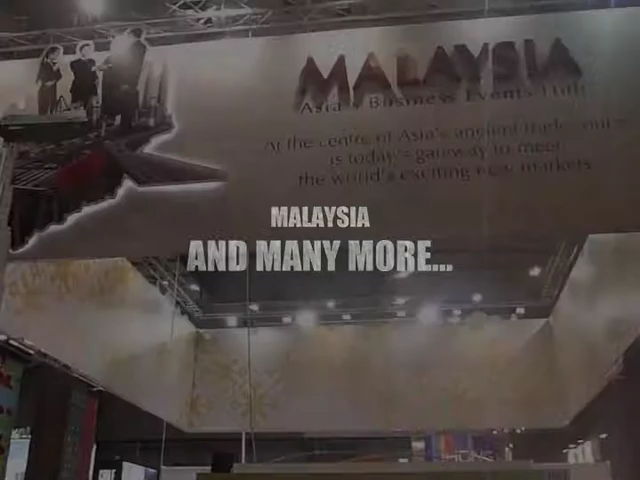 MALAYSIA
Asia's Business Events Hub
At the centre of Asia's ancient trade routes
is today's gateway to meet
the world's exciting new markets
MALAYSIA
AND MANY MORE...